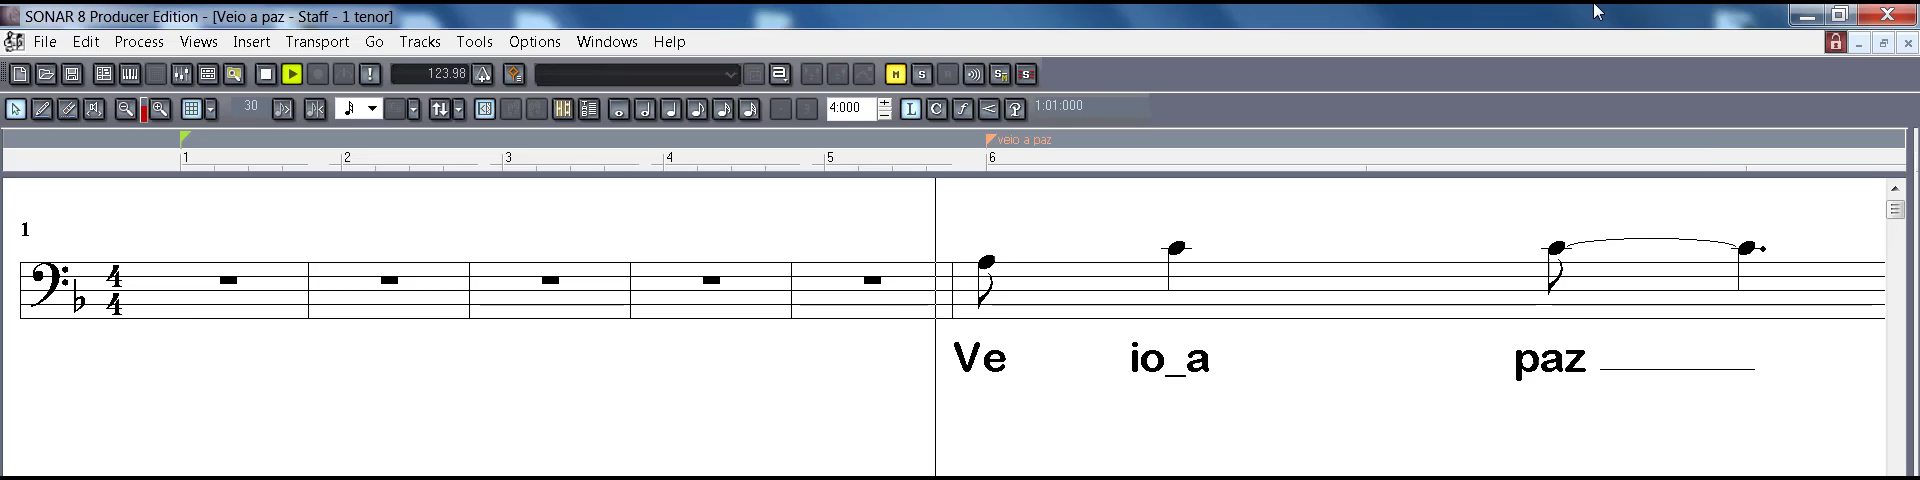 SONAR 8 Producer Edition - [Veio a paz - Staff - 1 tenor]
File Edit Process Views Insert Transport Go Tracks Tools Options Windows Help
123.98 M S
30 4:000 L C f 1:01:000
veio a paz
1 2 3 4 5 6
1
4
4
Ve io_a paz